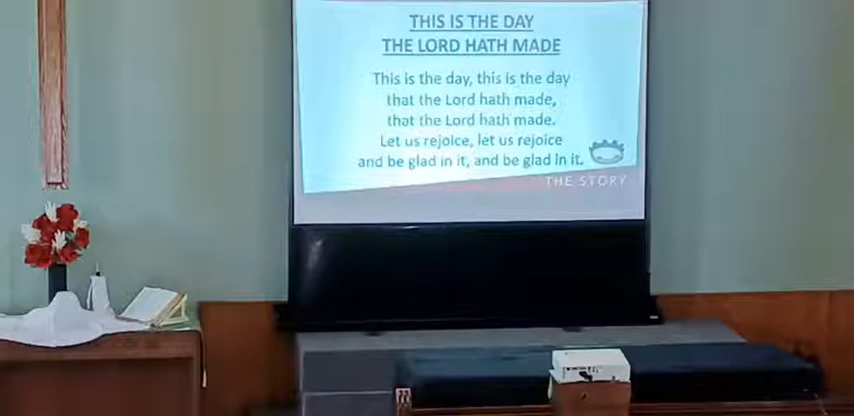 THIS IS THE DAY
THE LORD HATH MADE
This is the day, this is the day
that the Lord hath made,
that the Lord hath made.
Let us rejoice, let us rejoice
and be glad in it, and be glad in it.
THE STORY